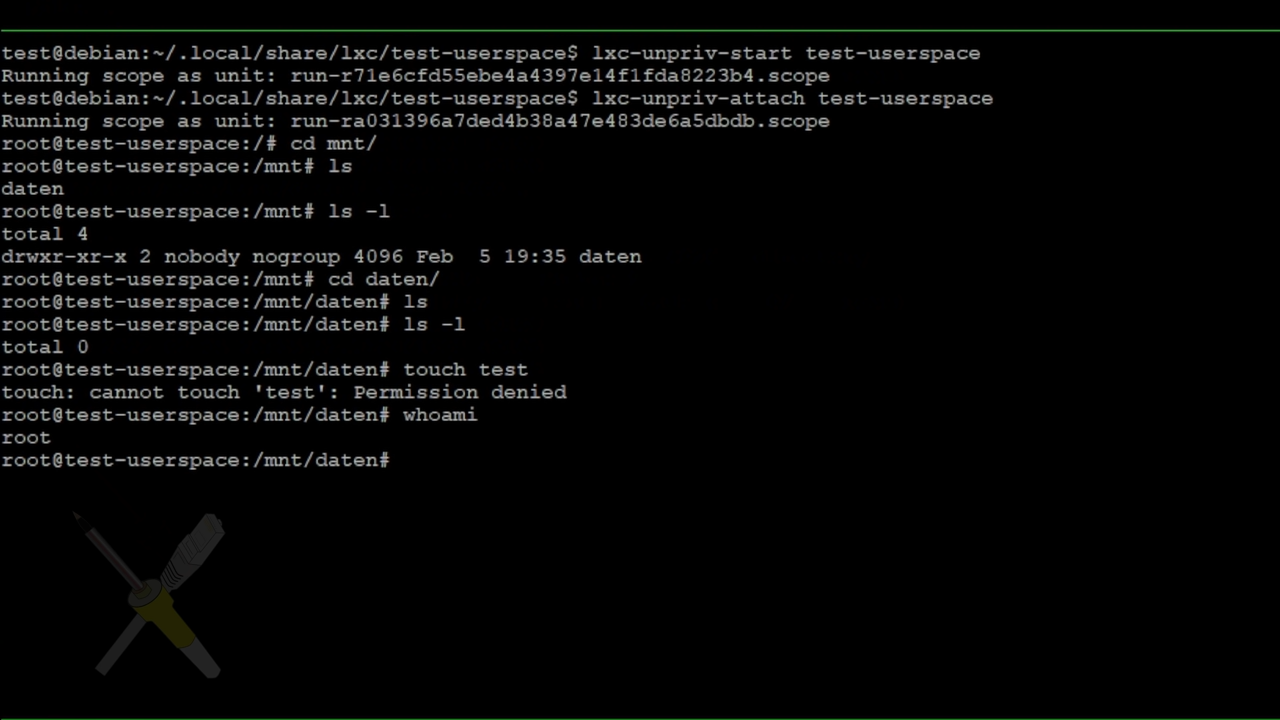 test@debian:~/.local/share/lxc/test-userspace$ lxc-unpriv-start test-userspace
Running scope as unit: run-r71e6cfd55ebe4a4397e14f1fda8223b4.scope
test@debian:~/.local/share/lxc/test-userspace$ lxc-unpriv-attach test-userspace
Running scope as unit: run-ra031396a7ded4b38a47e483de6a5dbdb.scope
root@test-userspace:/# cd mnt/
root@test-userspace:/mnt# ls
daten
root@test-userspace:/mnt# ls -l
total 4
drwxr-xr-x 2 nobody nogroup 4096 Feb  5 19:35 daten
root@test-userspace:/mnt# cd daten/
root@test-userspace:/mnt/daten# ls
root@test-userspace:/mnt/daten# ls -l
total 0
root@test-userspace:/mnt/daten# touch test
touch: cannot touch 'test': Permission denied
root@test-userspace:/mnt/daten# whoami
root
root@test-userspace:/mnt/daten#